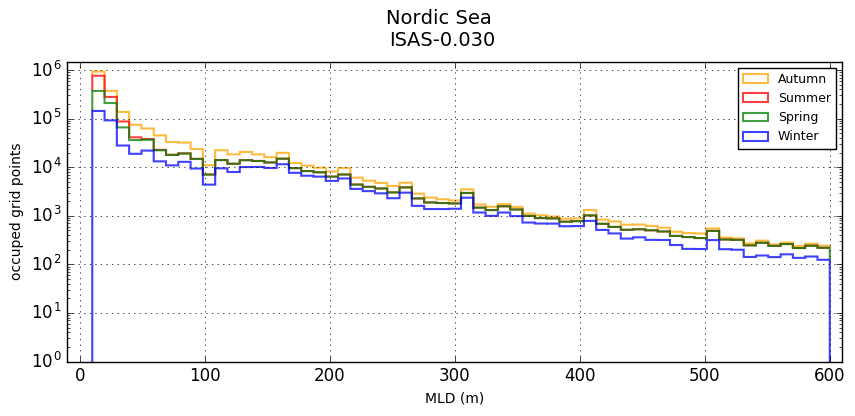 Nordic Sea
ISAS-0.030
10^6
10^5
10^4
10^3
10^2
10^1
10^0
occuped grid points
Autumn
Summer
Spring
Winter
0 100 200 300 400 500 600
MLD (m)